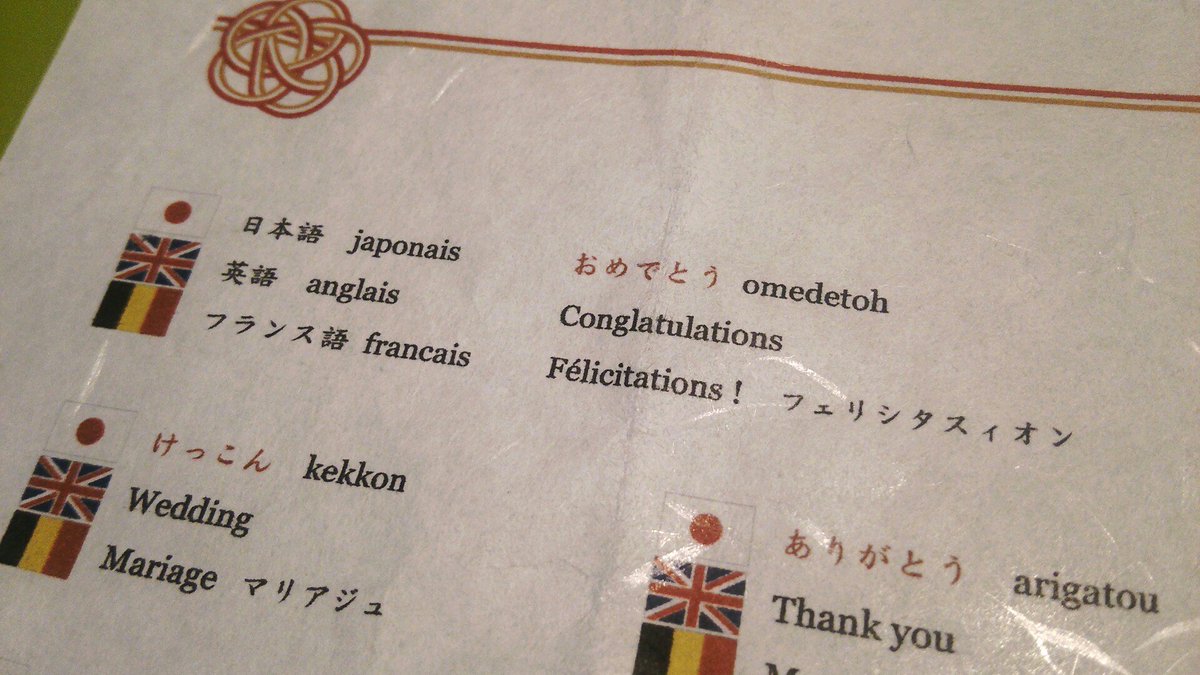 日本語 japonais
英語 anglais
フランス語 francais
おめでとう omedetoh
Conglatulations
Félicitations ! フェリシタスィオン
けっこん kekkon
Wedding
Mariage マリアジュ
ありがとう arigatou
Thank you